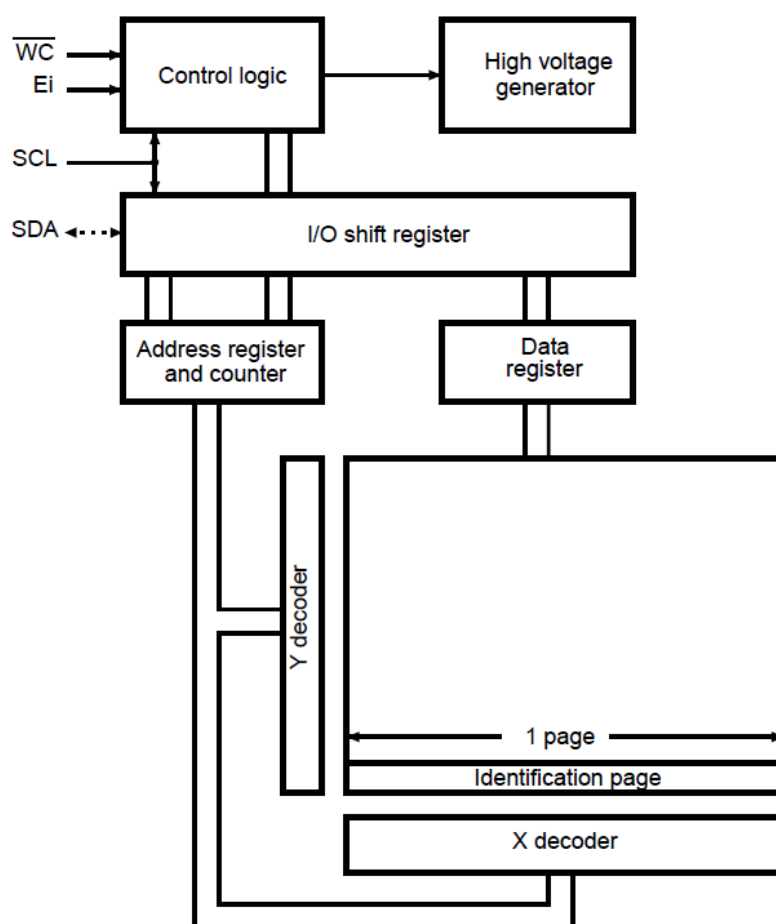 W̅C̅
Control logic
High voltage
generator
Ei
SCL
SDA
I/O shift register
Address register
and counter
Data
register
Y decoder
1 page
Identification page
X decoder